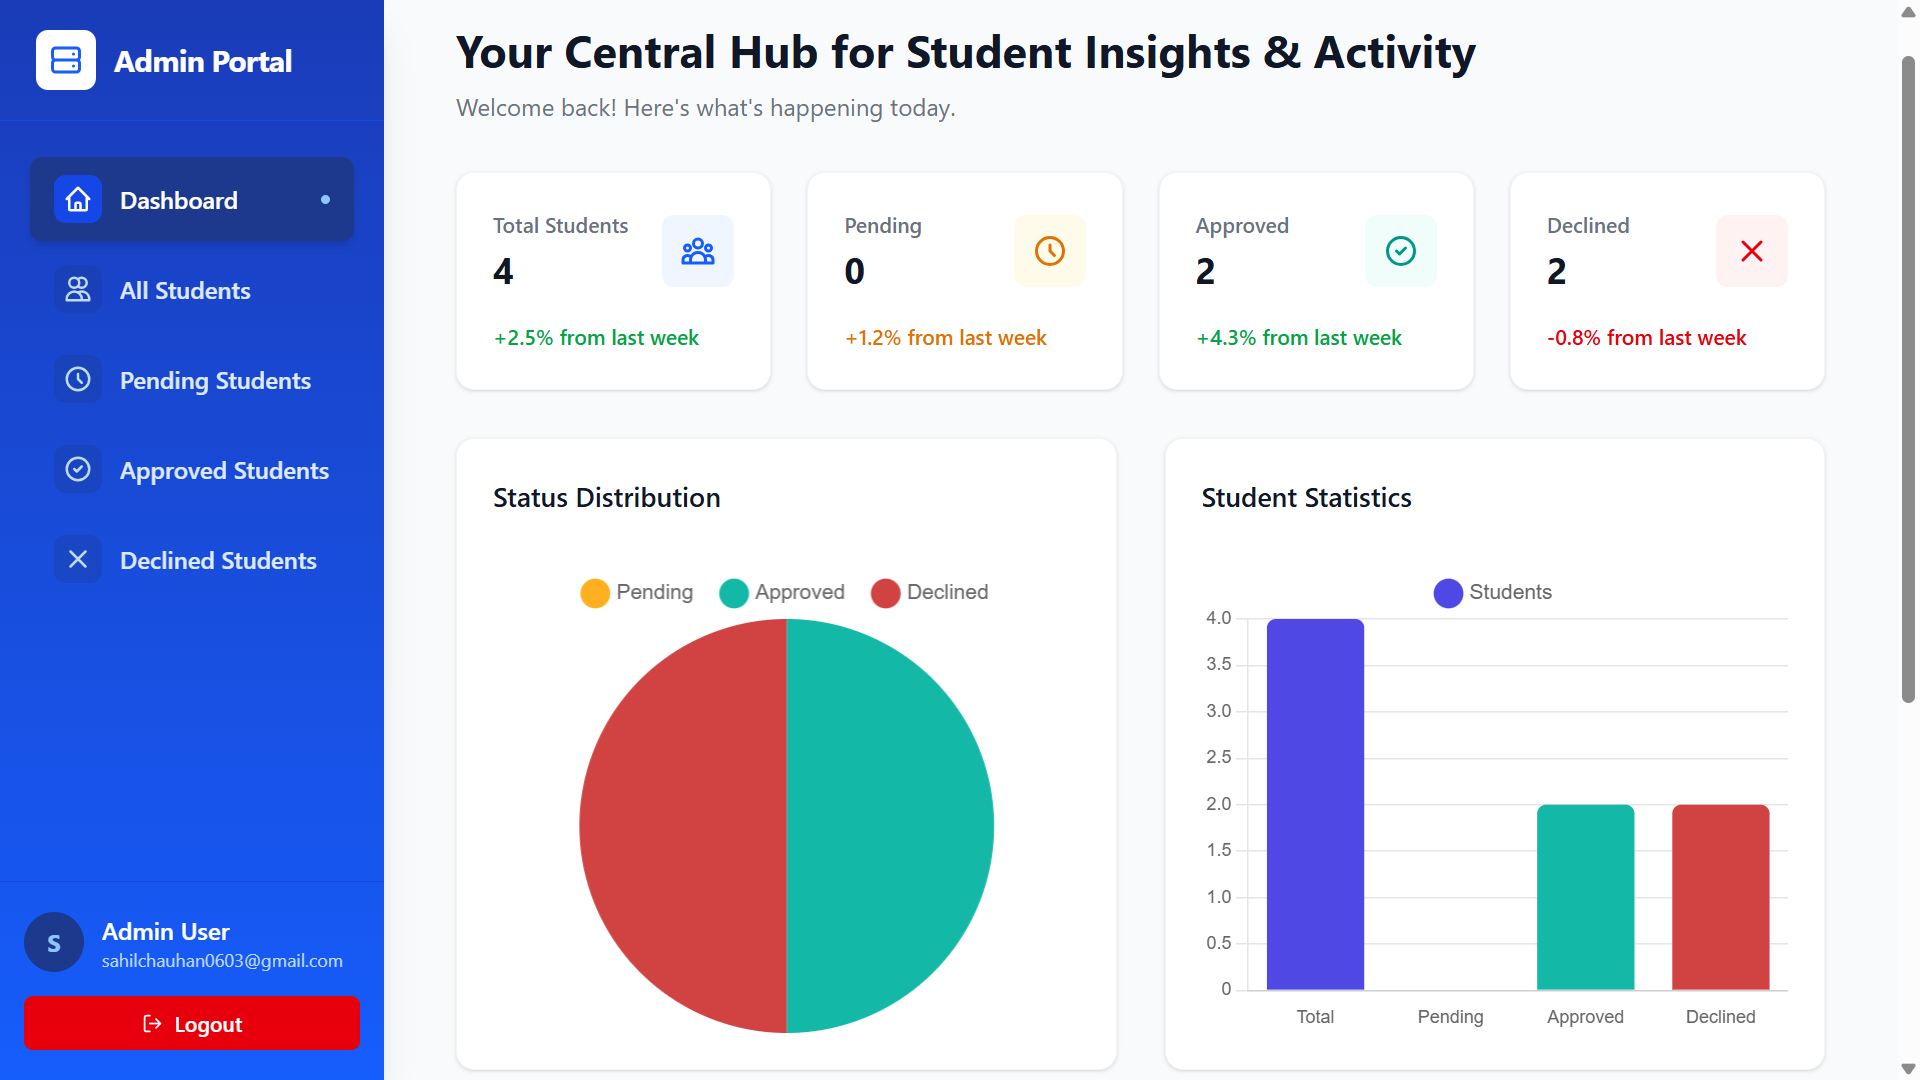 Admin Portal
Dashboard
All Students
Pending Students
Approved Students
Declined Students
S
Admin User
sahilchauhan0603@gmail.com
Logout
Your Central Hub for Student Insights & Activity
Welcome back! Here's what's happening today.
Total Students
4
+2.5% from last week
Pending
0
+1.2% from last week
Approved
2
+4.3% from last week
Declined
2
-0.8% from last week
Status Distribution
Pending Approved Declined
Student Statistics
Students
4.0
3.5
3.0
2.5
2.0
1.5
1.0
0.5
0
Total Pending Approved Declined